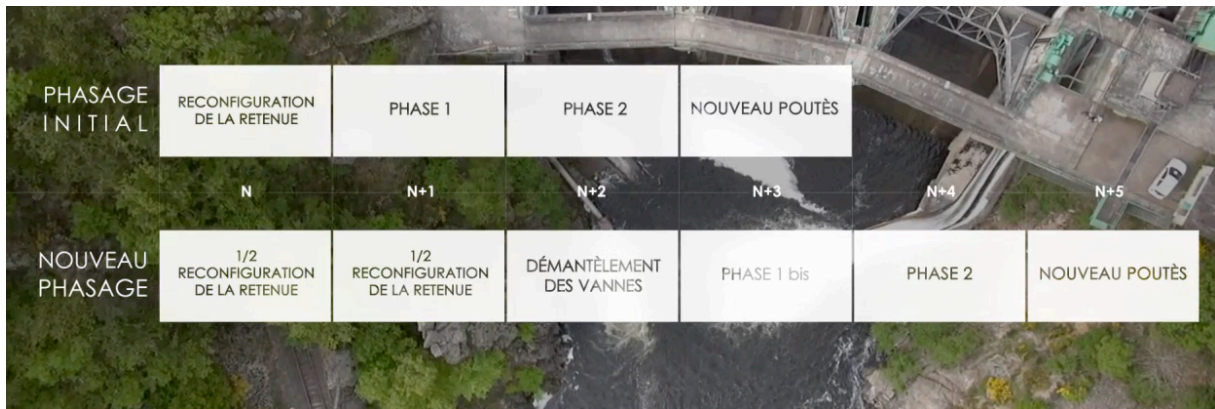 PHASAGE
INITIAL
RECONFIGURATION
DE LA RETENUE
PHASE 1
PHASE 2
NOUVEAU POUTÈS
N
N+1
N+2
N+3
N+4
N+5
NOUVEAU
PHASAGE
1/2
RECONFIGURATION
DE LA RETENUE
1/2
RECONFIGURATION
DE LA RETENUE
DÉMANTÈLEMENT
DES VANNES
PHASE 1 bis
PHASE 2
NOUVEAU POUTÈS